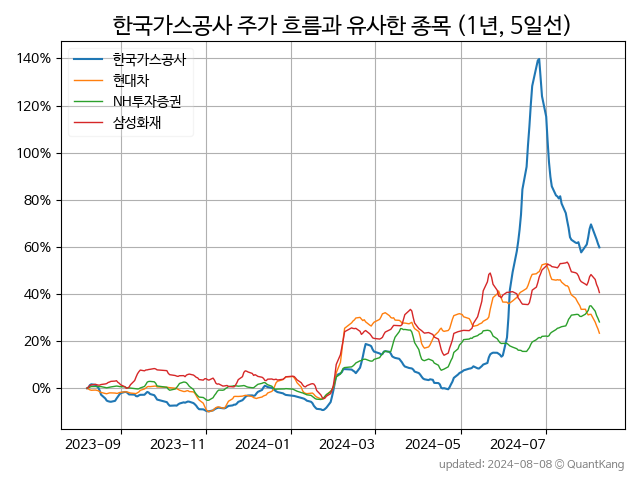 한국가스공사 주가 흐름과 유사한 종목 (1년, 5일선)
140%
120%
100%
80%
60%
40%
20%
0%
한국가스공사
현대차
NH투자증권
삼성화재
2023-09
2023-11
2024-01
2024-03
2024-05
2024-07
updated: 2024-08-08 © QuantKang